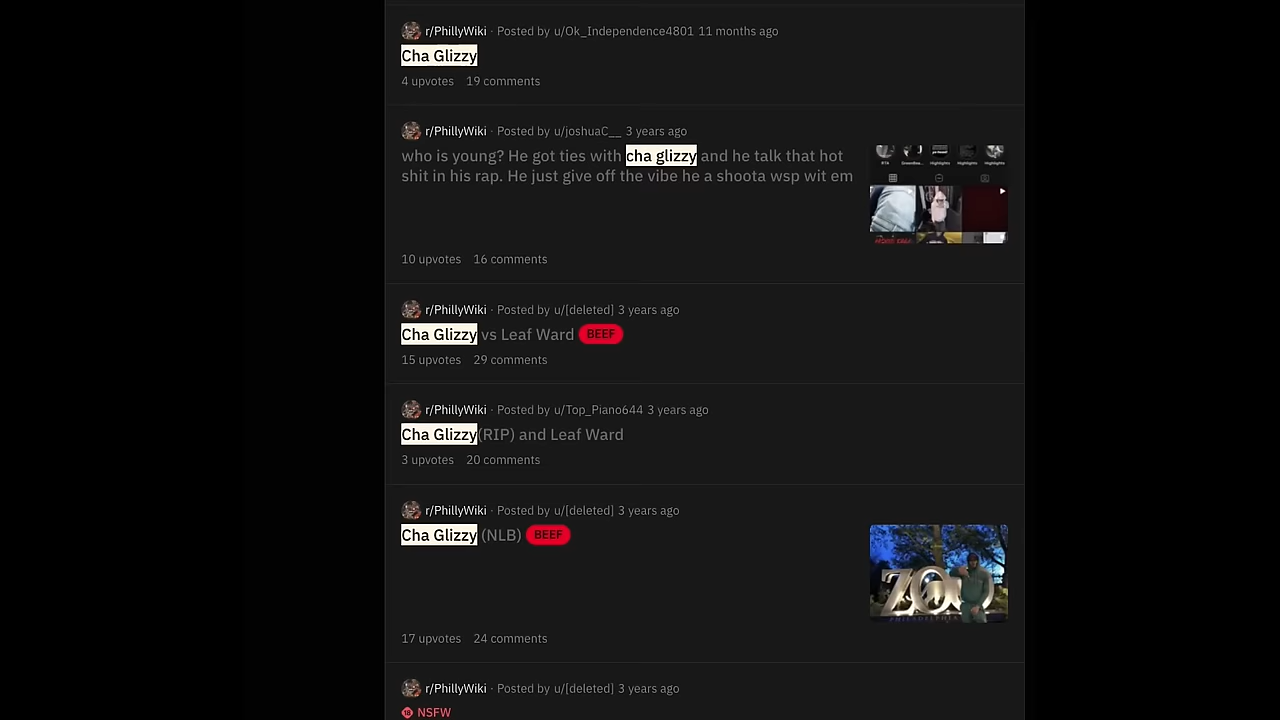 r/PhillyWiki · Posted by u/Ok_Independence4801 11 months ago
Cha Glizzy
4 upvotes 19 comments
r/PhillyWiki · Posted by u/joshuaC__ 3 years ago
who is young? He got ties with cha glizzy and he talk that hot
shit in his rap. He just give off the vibe he a shoota wsp wit em
10 upvotes 16 comments
r/PhillyWiki · Posted by u/[deleted] 3 years ago
Cha Glizzy vs Leaf Ward BEEF
15 upvotes 29 comments
r/PhillyWiki · Posted by u/Top_Piano644 3 years ago
Cha Glizzy(RIP) and Leaf Ward
3 upvotes 20 comments
r/PhillyWiki · Posted by u/[deleted] 3 years ago
Cha Glizzy (NLB) BEEF
ZOO
PHILADELPHIA
17 upvotes 24 comments
r/PhillyWiki · Posted by u/[deleted] 3 years ago
NSFW